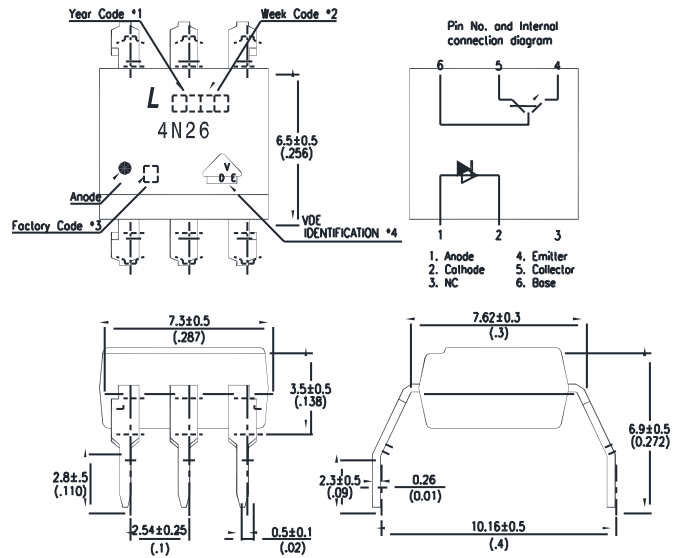 Year Code *1
Week Code *2
L
4N26
6.5±0.5
(.256)
Anode
V
D E
Factory Code *3
VDE
IDENTIFICATION *4
Pin No. and Internal
connection diagram
6 5 4
1 2 3
1. Anode 4. Emitter
2. Cathode 5. Collector
3. NC 6. Base
7.3±0.5
(.287)
3.5±0.5
(.138)
2.8±.5
(.110)
2.54±0.25
(.1)
0.5±0.1
(.02)
7.62±0.3
(.3)
6.9±0.5
(0.272)
2.3±0.5
(.09)
0.26
(0.01)
10.16±0.5
(.4)